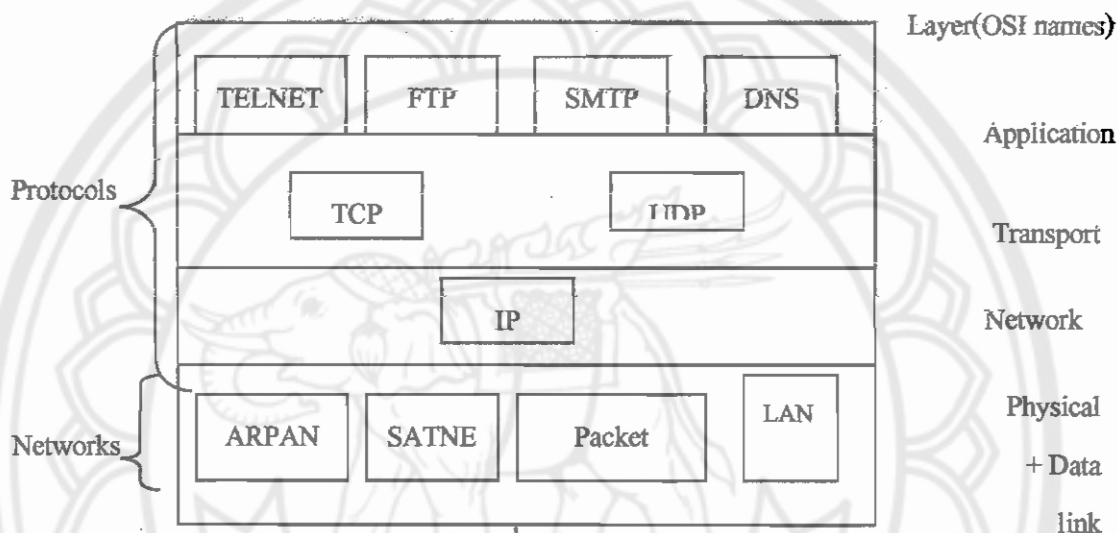 Layer(OSI names)
TELNET FTP SMTP DNS
Application
Protocols
TCP UDP
Transport
IP
Network
LAN
Physical
ARPAN SATNE Packet
Networks
+ Data
link